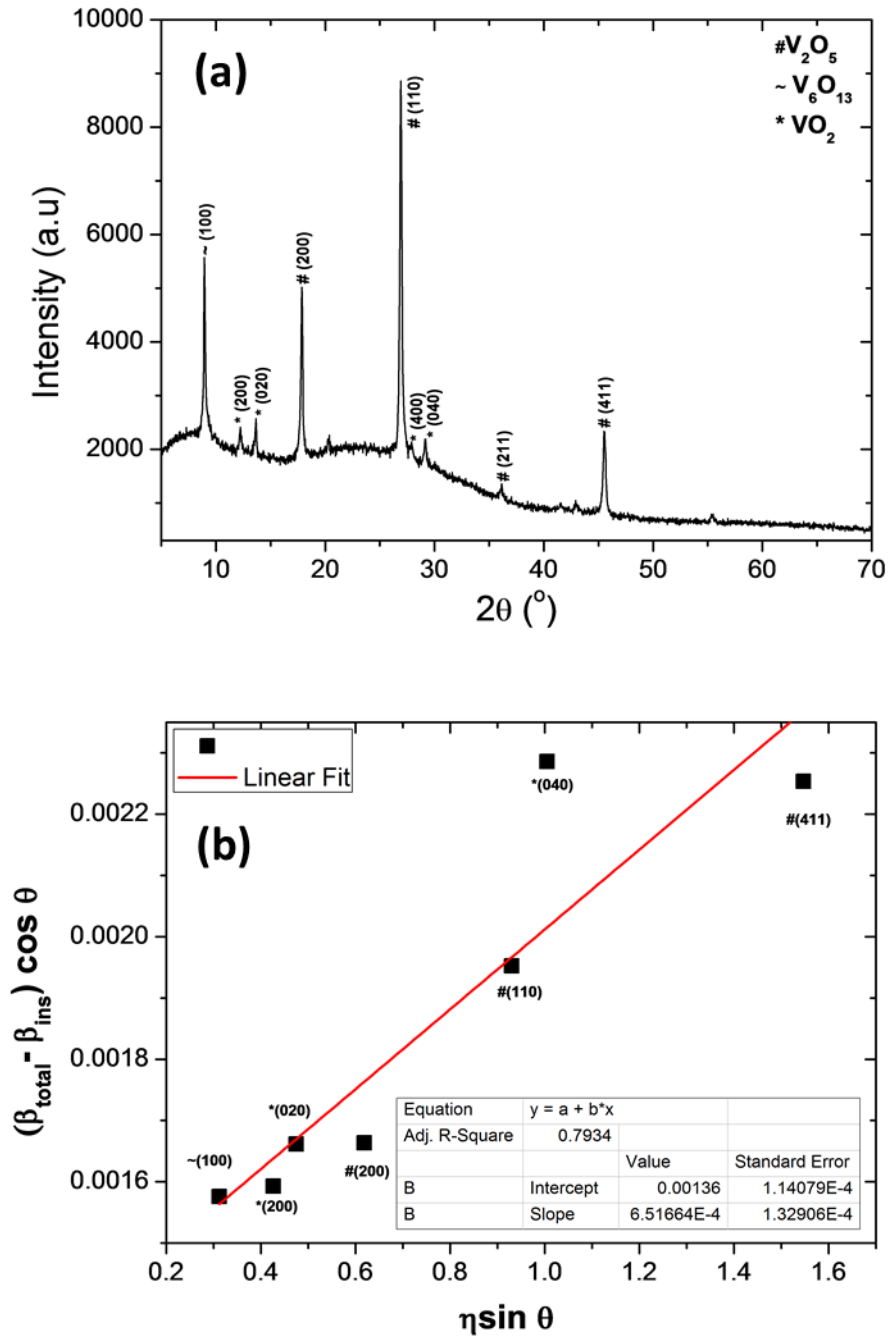 10000
8000
6000
4000
2000
Intensity (a.u)
(a)
#V₂O₅
~ V₆O₁₃
* VO₂
~ (100)
* (200)
* (020)
# (200)
# (110)
* (400)
* (040)
# (211)
# (411)
10 20 30 40 50 60 70
2θ (°)
Linear Fit
(b)
0.0022
0.0020
0.0018
0.0016
(β_total - β_ins) cos θ
*(040)
#(411)
#(110)
*(020)
#(200)
~(100)
*(200)
Equation y = a + b*x
Adj. R-Square 0.7934
Value Standard Error
B Intercept 0.00136 1.14079E-4
B Slope 6.51664E-4 1.32906E-4
0.2 0.4 0.6 0.8 1.0 1.2 1.4 1.6
ηsin θ